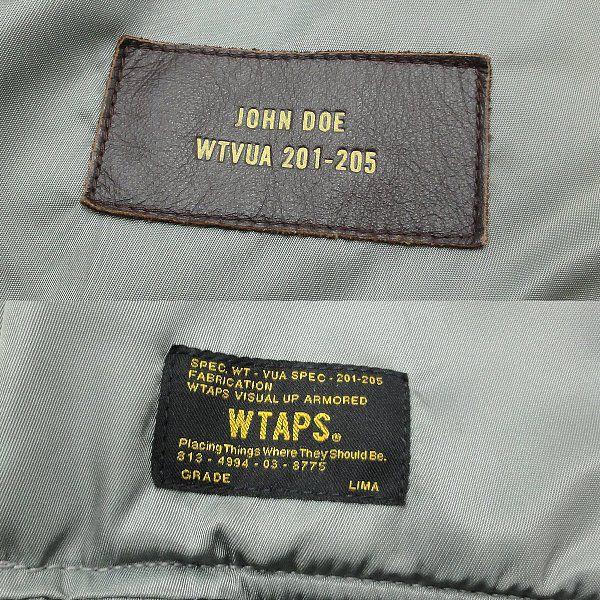 JOHN DOE
WTVUA 201-205
SPEC. WT - VUA SPEC - 201-205
FABRICATION
WTAPS VISUAL UP ARMORED
WTAPS®
Placing Things Where They Should Be.
813 - 4994 - 03 - 8775
GRADE LIMA